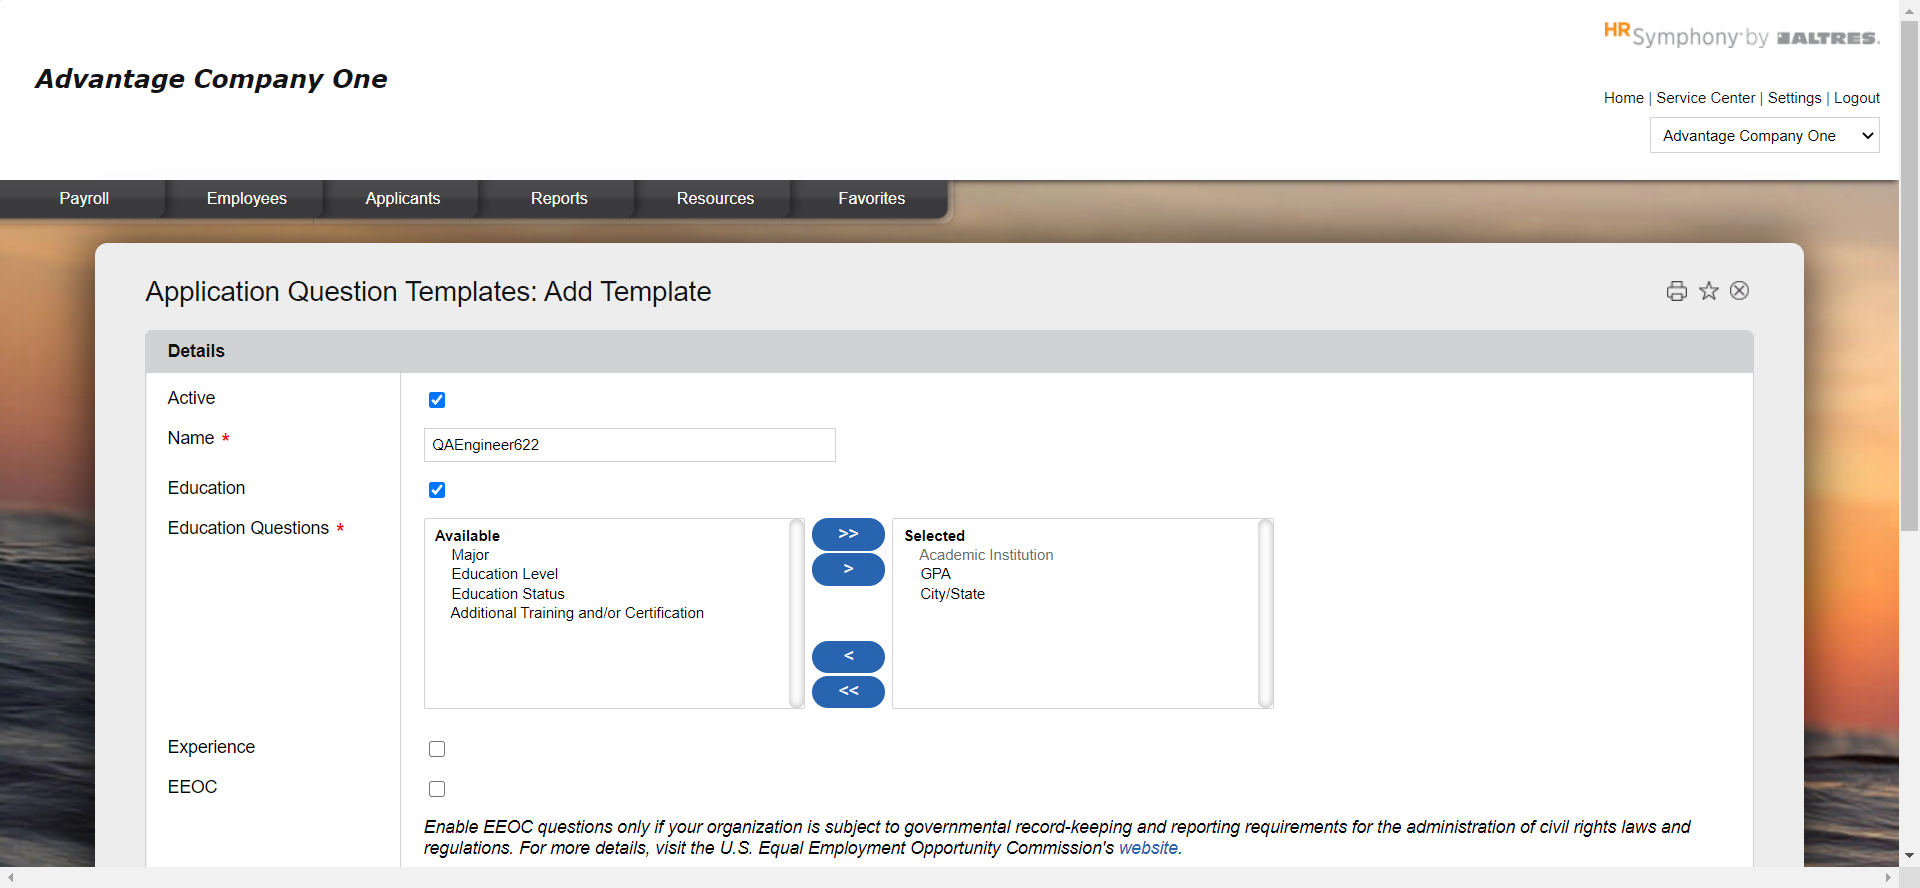 HR Symphony by ALTRES.
Advantage Company One
Home | Service Center | Settings | Logout
Advantage Company One
Payroll Employees Applicants Reports Resources Favorites
Application Question Templates: Add Template
Details
Active
Name *
QAEngineer622
Education
Education Questions *
Available
Major
Education Level
Education Status
Additional Training and/or Certification
>>
>
<
<<
Selected
Academic Institution
GPA
City/State
Experience
EEOC
Enable EEOC questions only if your organization is subject to governmental record-keeping and reporting requirements for the administration of civil rights laws and
regulations. For more details, visit the U.S. Equal Employment Opportunity Commission's website.